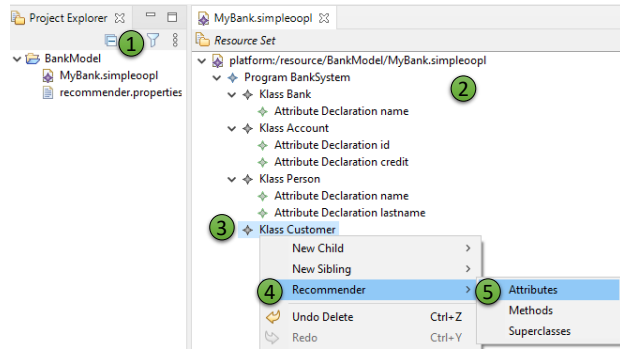 Project Explorer
1
BankModel
MyBank.simpleoopl
recommender.properties
MyBank.simpleoopl
Resource Set
platform:/resource/BankModel/MyBank.simpleoopl
Program BankSystem
2
Klass Bank
Attribute Declaration name
Klass Account
Attribute Declaration id
Attribute Declaration credit
Klass Person
Attribute Declaration name
Attribute Declaration lastname
3 Klass Customer
New Child
New Sibling
4 Recommender
5 Attributes
Methods
Superclasses
Undo Delete Ctrl+Z
Redo Ctrl+Y